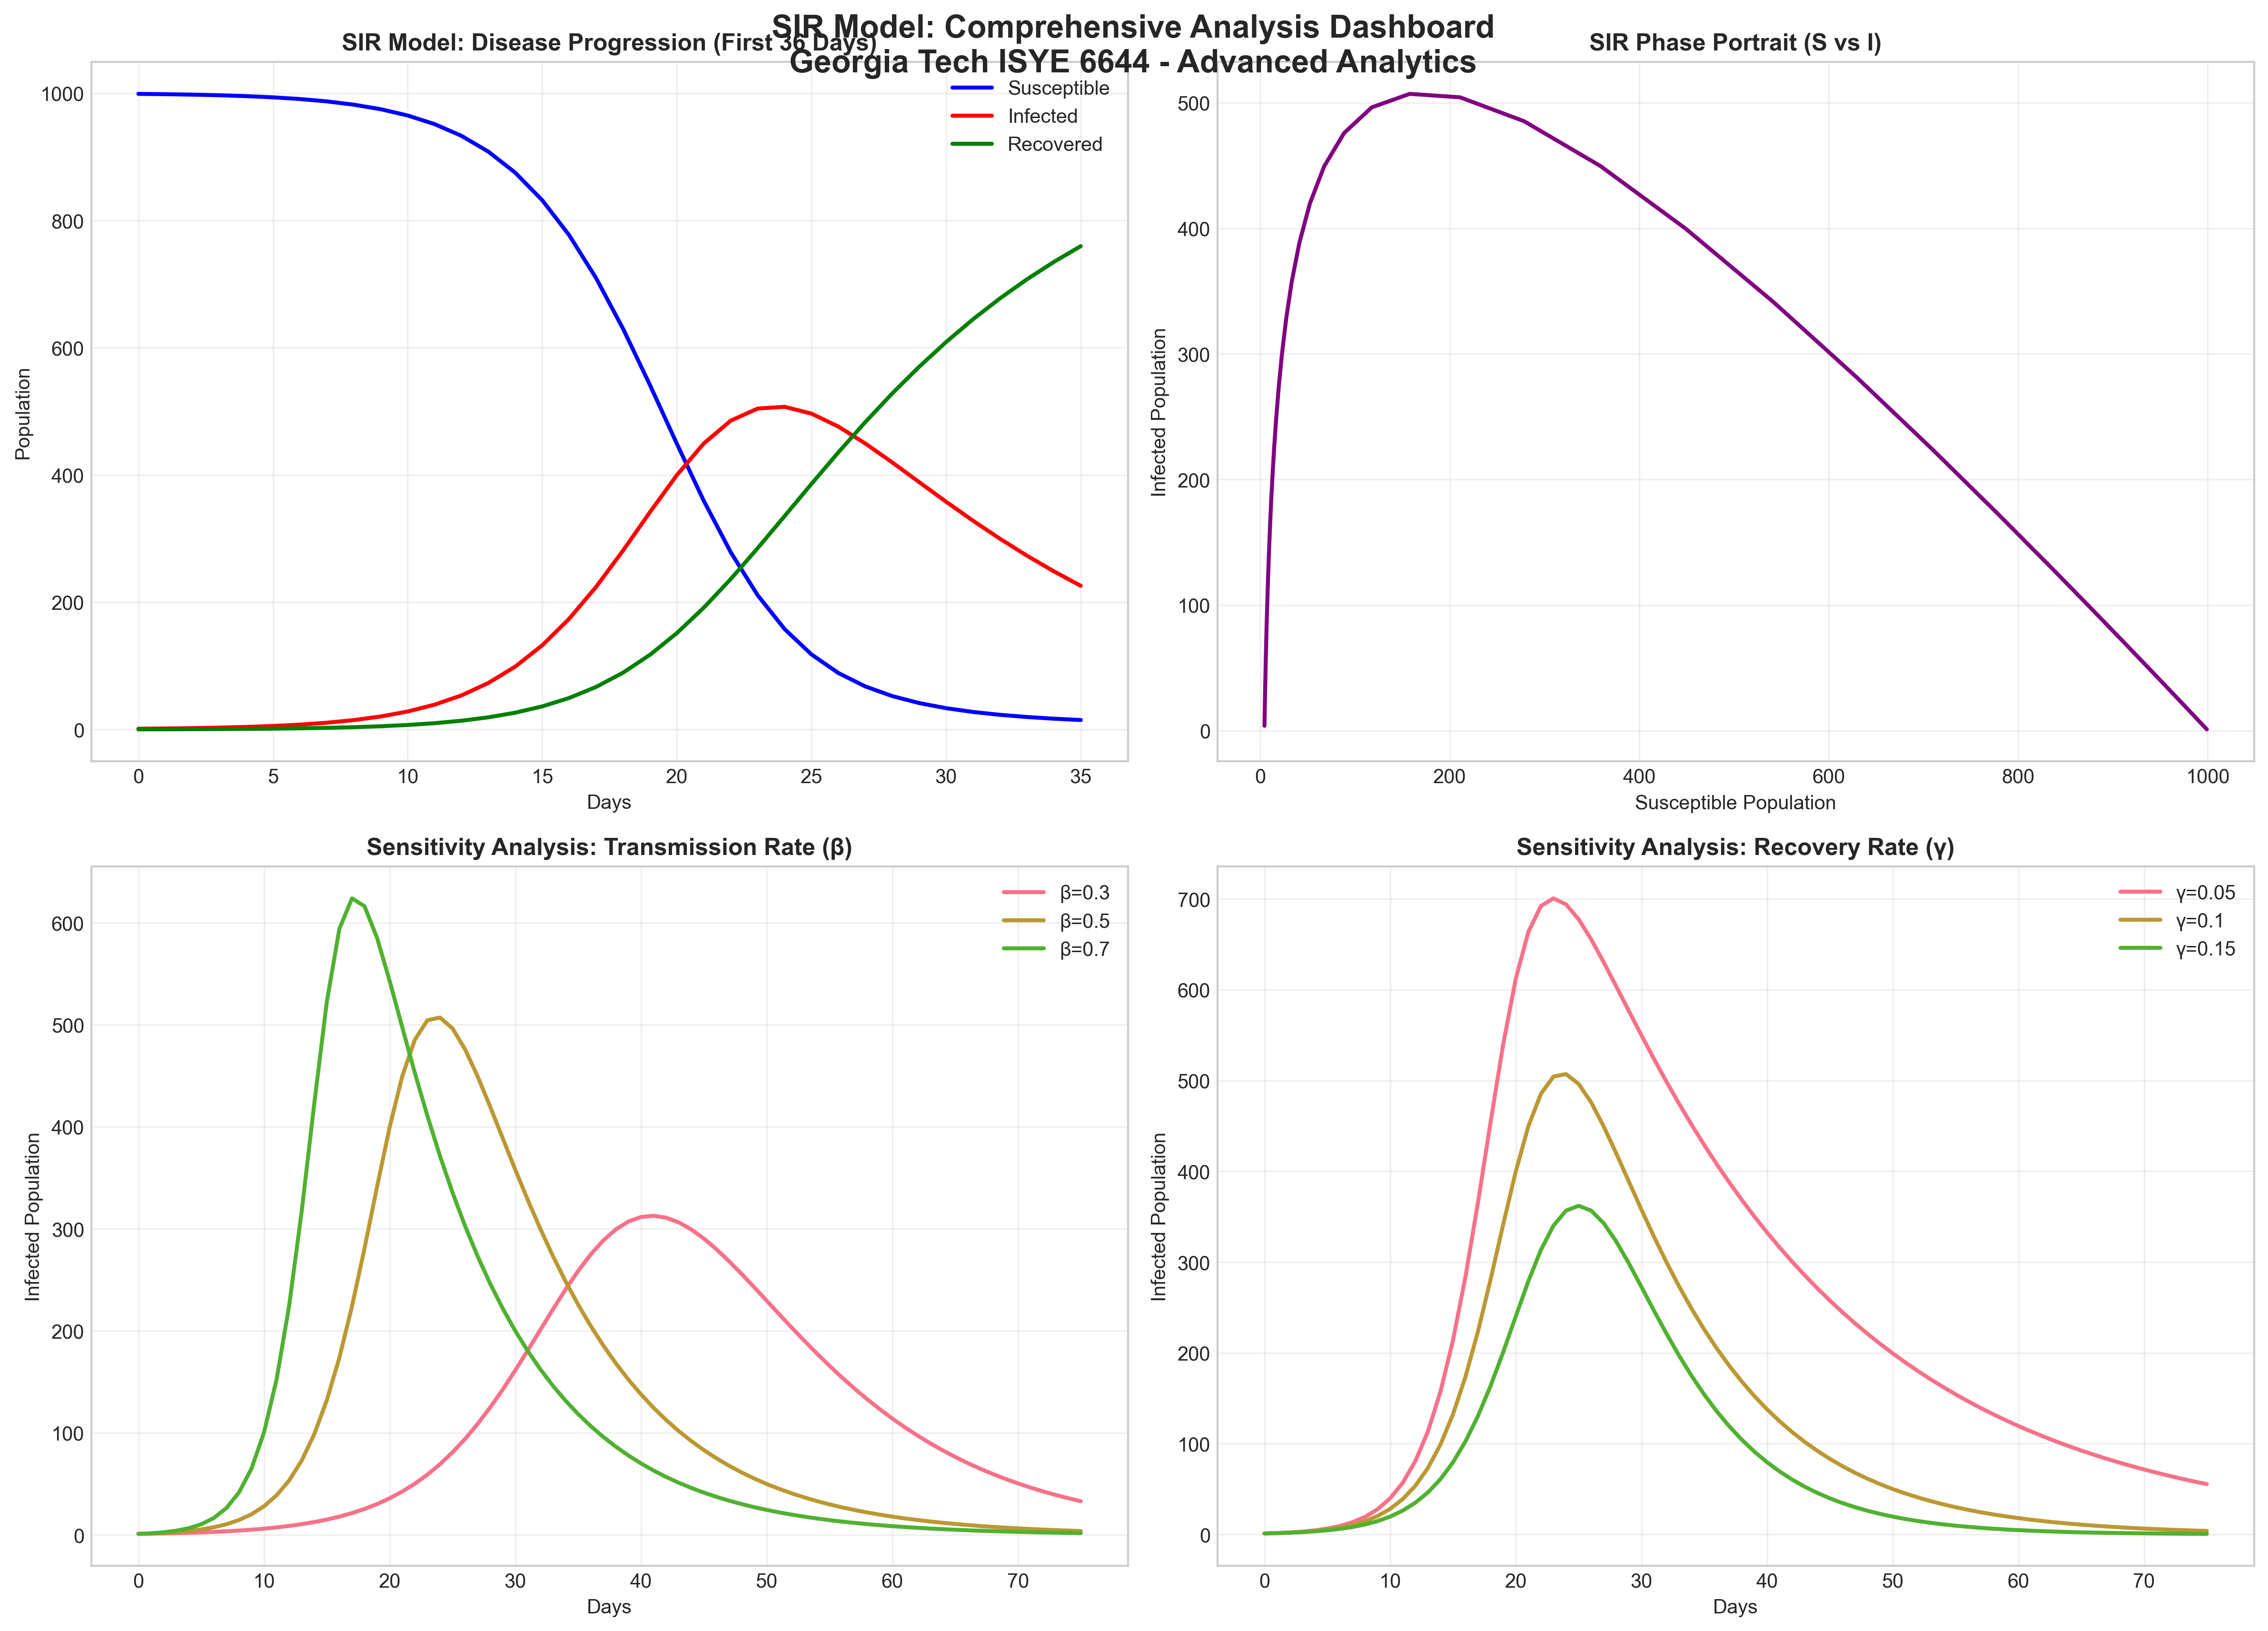 SIR Model: Comprehensive Analysis Dashboard
Georgia Tech ISYE 6644 - Advanced Analytics
SIR Model: Disease Progression (First 36 Days)
Susceptible
Infected
Recovered
1000
800
600
400
200
0
Population
0 5 10 15 20 25 30 35
Days
SIR Phase Portrait (S vs I)
500
400
300
200
100
0
Infected Population
0 200 400 600 800 1000
Susceptible Population
Sensitivity Analysis: Transmission Rate (β)
β=0.3
β=0.5
β=0.7
600
500
400
300
200
100
0
Infected Population
0 10 20 30 40 50 60 70
Days
Sensitivity Analysis: Recovery Rate (γ)
γ=0.05
γ=0.1
γ=0.15
700
600
500
400
300
200
100
0
Infected Population
0 10 20 30 40 50 60 70
Days